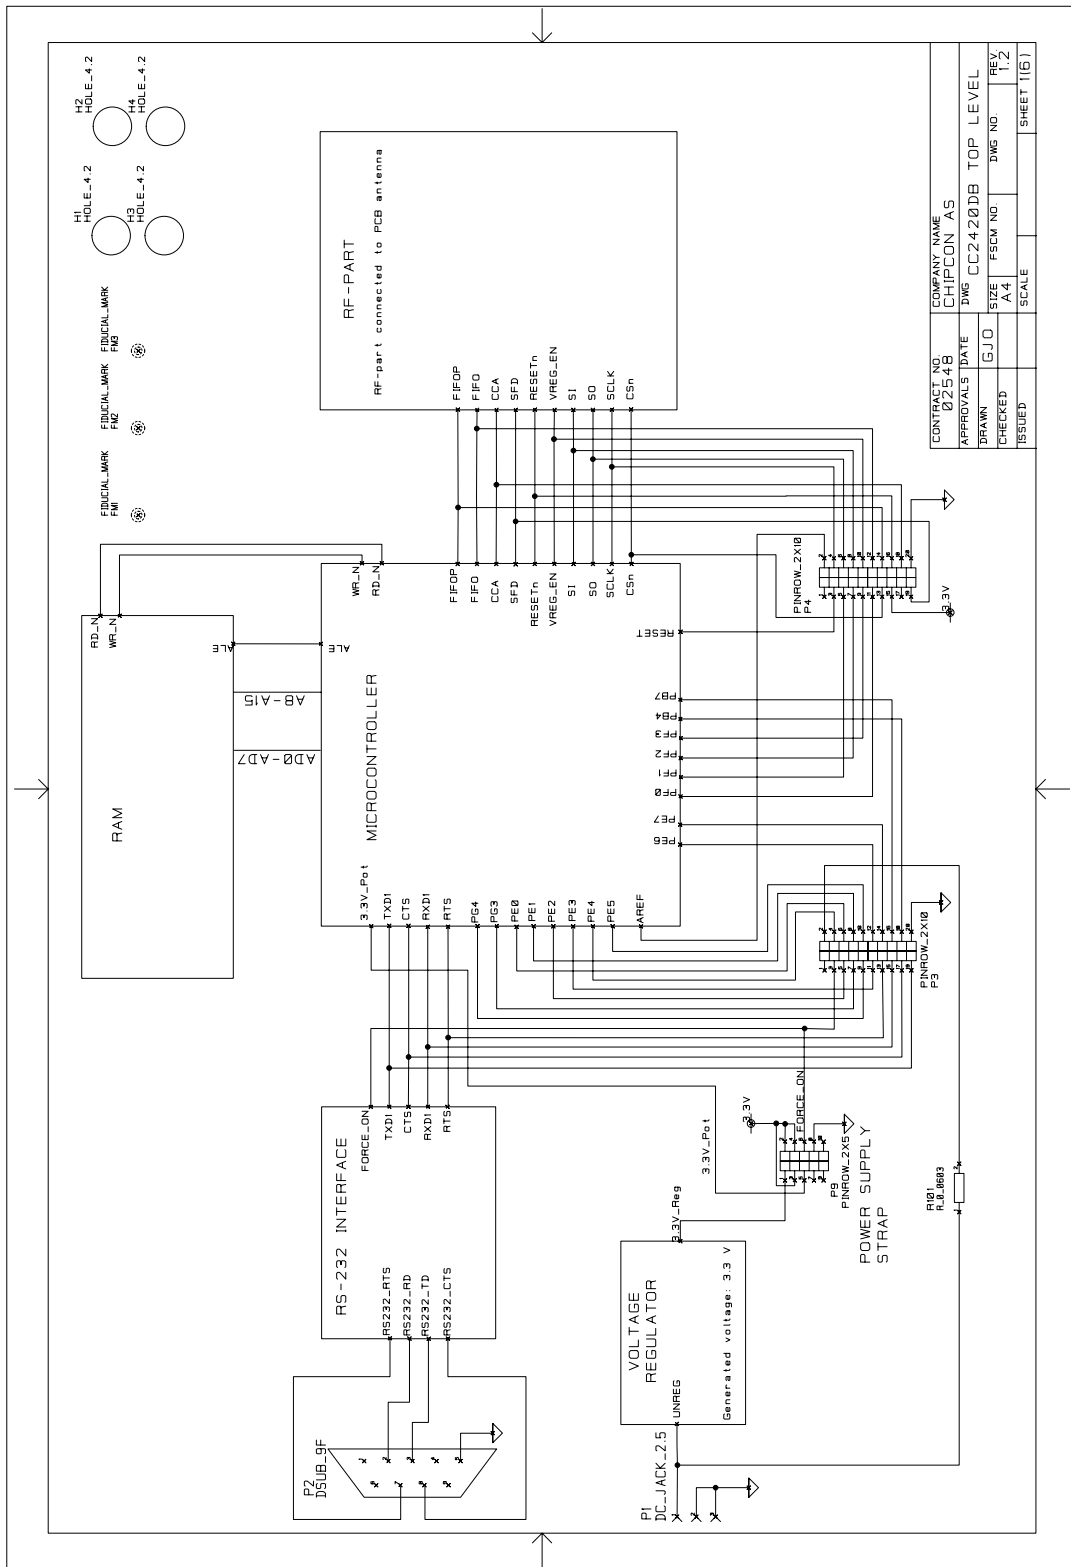 H1
HOLE_4.2
H2
HOLE_4.2
H3
HOLE_4.2
H4
HOLE_4.2
FIDUCIAL_MARK
FM1
FIDUCIAL_MARK
FM2
FIDUCIAL_MARK
FM3
RAM
RD_N
WR_N
ALE
A8-A15
AD0-AD7
MICROCONTROLLER
ALE
WR_N
RD_N
3.3V_Pot
TXD1
CTS
RXD1
RTS
PG4
PG3
PE0
PE1
PE2
PE3
PE4
PE5
AREF
FIFOP
FIFO
CCA
SFD
RESETn
VREG_EN
SI
SO
SCLK
CSn
RESET
PB7
PB4
PF3
PF2
PF1
PF0
PE7
PE6
RF-PART
RF-part connected to PCB antenna
FIFOP
FIFO
CCA
SFD
RESETn
VREG_EN
SI
SO
SCLK
CSn
RS-232 INTERFACE
FORCE_ON
TXD1
CTS
RXD1
RTS
RS232_RTS
RS232_RD
RS232_TD
RS232_CTS
P2
DSUB_9F
VOLTAGE
REGULATOR
Generated voltage: 3.3 V
UNREG
3.3V_Reg
P1
DC_JACK_2.5
3.3V_Pot
3.3V
FORCE_ON
P9
PINROW_2X5
POWER SUPPLY
STRAP
R101
R_0_0603
PINROW_2X10
P3
PINROW_2X10
P4
3.3V
CONTRACT NO.
02548
COMPANY NAME
CHIPCON AS
APPROVALS
DATE
DWG
CC2420DB TOP LEVEL
DRAWN
GJO
CHECKED
ISSUED
SIZE
A4
FSCM NO.
DWG NO.
REV.
1.2
SCALE
SHEET 1(6)